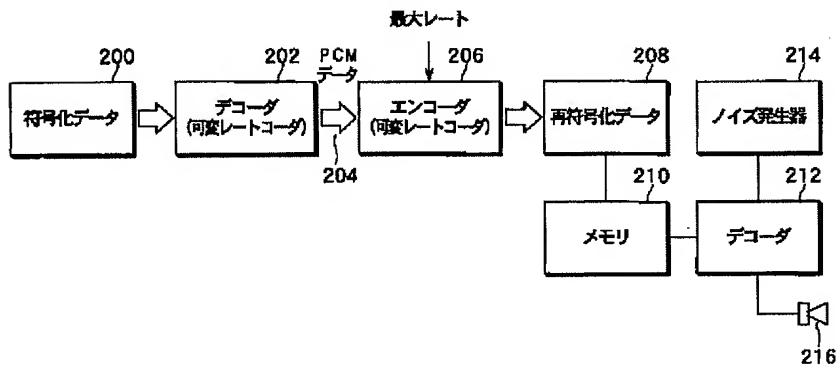 最大レート
200
202
PCM
データ
206
208
214
符号化データ
デコーダ
(可変レートコーダ)
エンコーダ
(可変レートコーダ)
再符号化データ
ノイズ発生器
204
210
212
メモリ
デコーダ
216